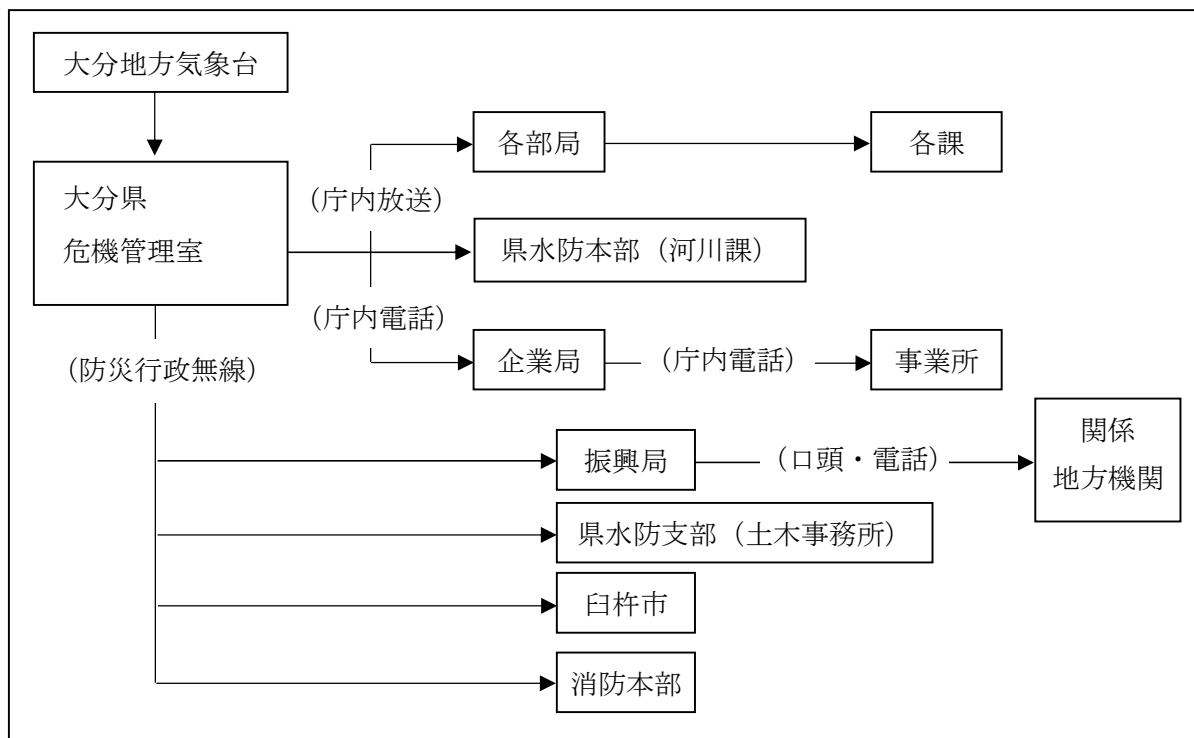 大分地方気象台
各部局
各課
大分県
危機管理室
（庁内放送）
県水防本部（河川課）
（庁内電話）
（防災行政無線）
企業局
（庁内電話）
事業所
振興局
（口頭・電話）
関係
地方機関
県水防支部（土木事務所）
臼杵市
消防本部